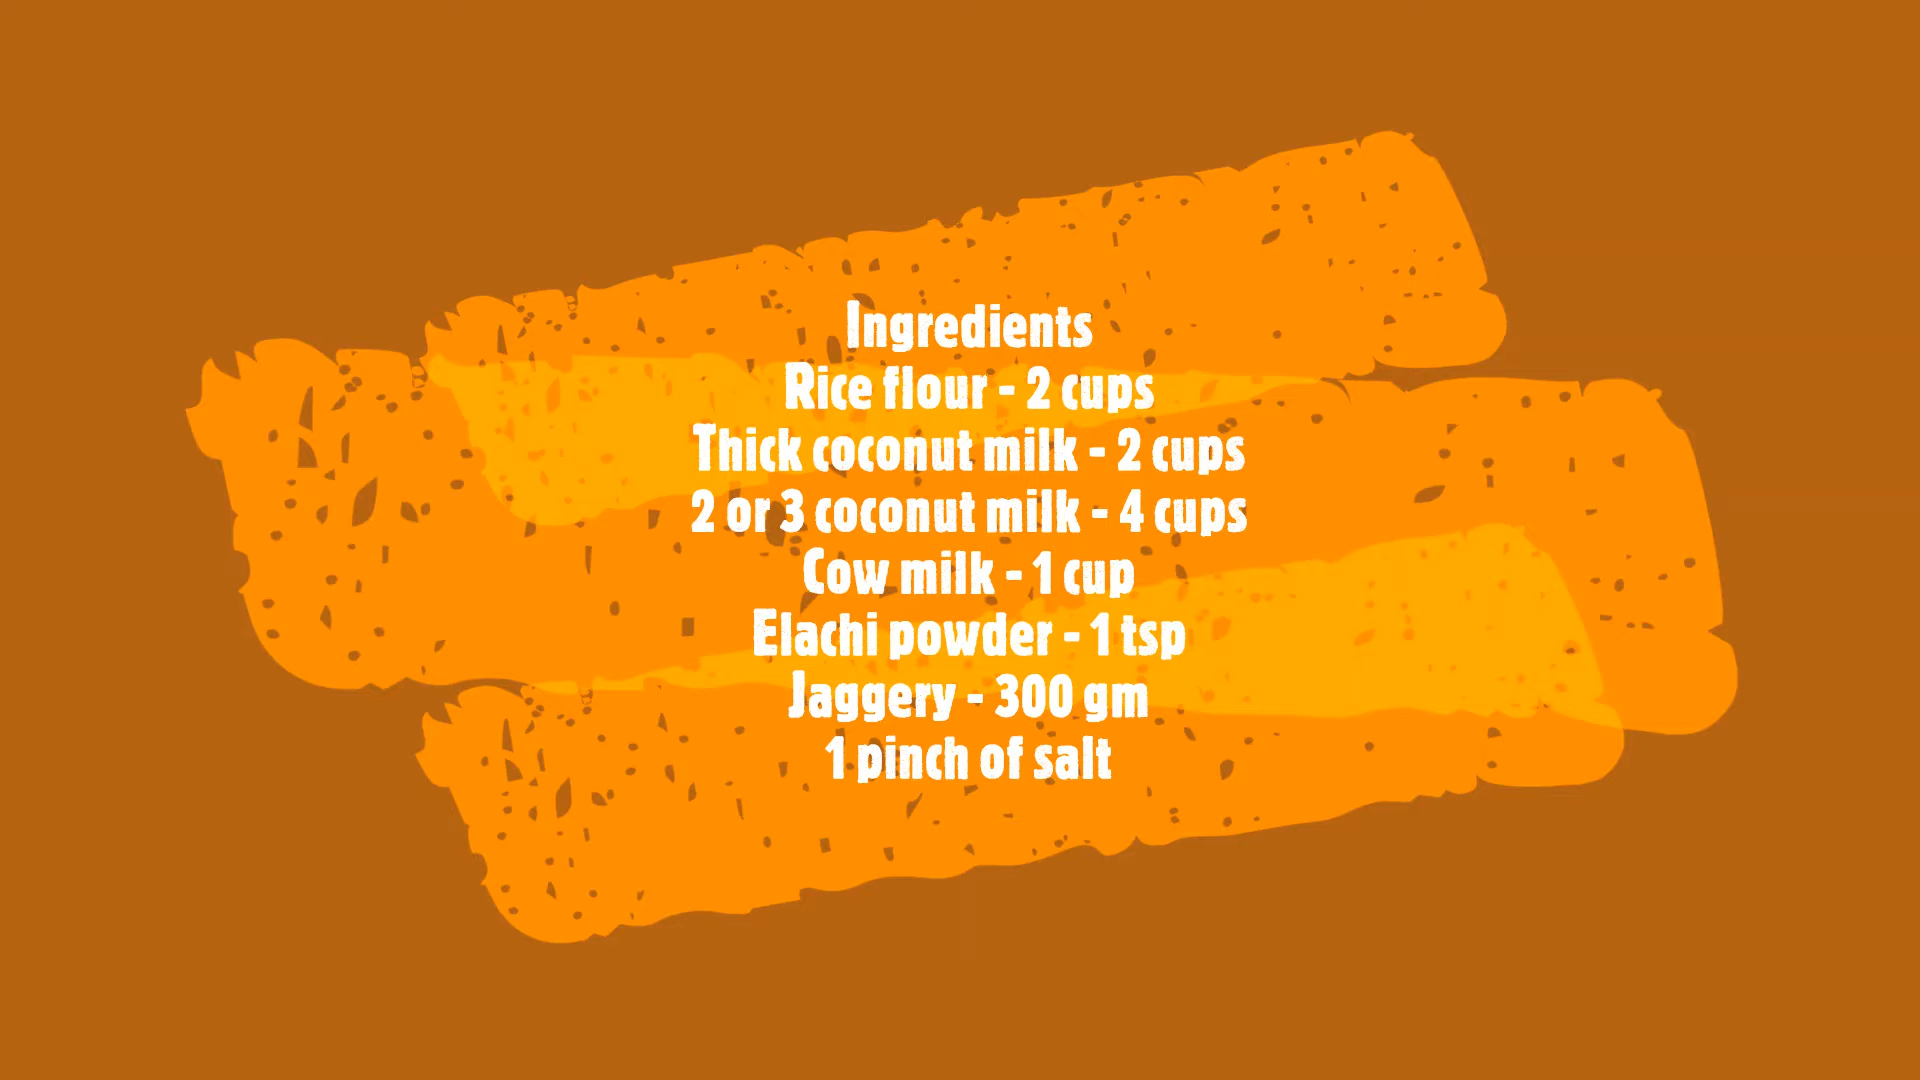 Ingredients
Rice flour - 2 cups
Thick coconut milk - 2 cups
2 or 3 coconut milk - 4 cups
Cow milk - 1 cup
Elachi powder - 1 tsp
Jaggery - 300 gm
1 pinch of salt